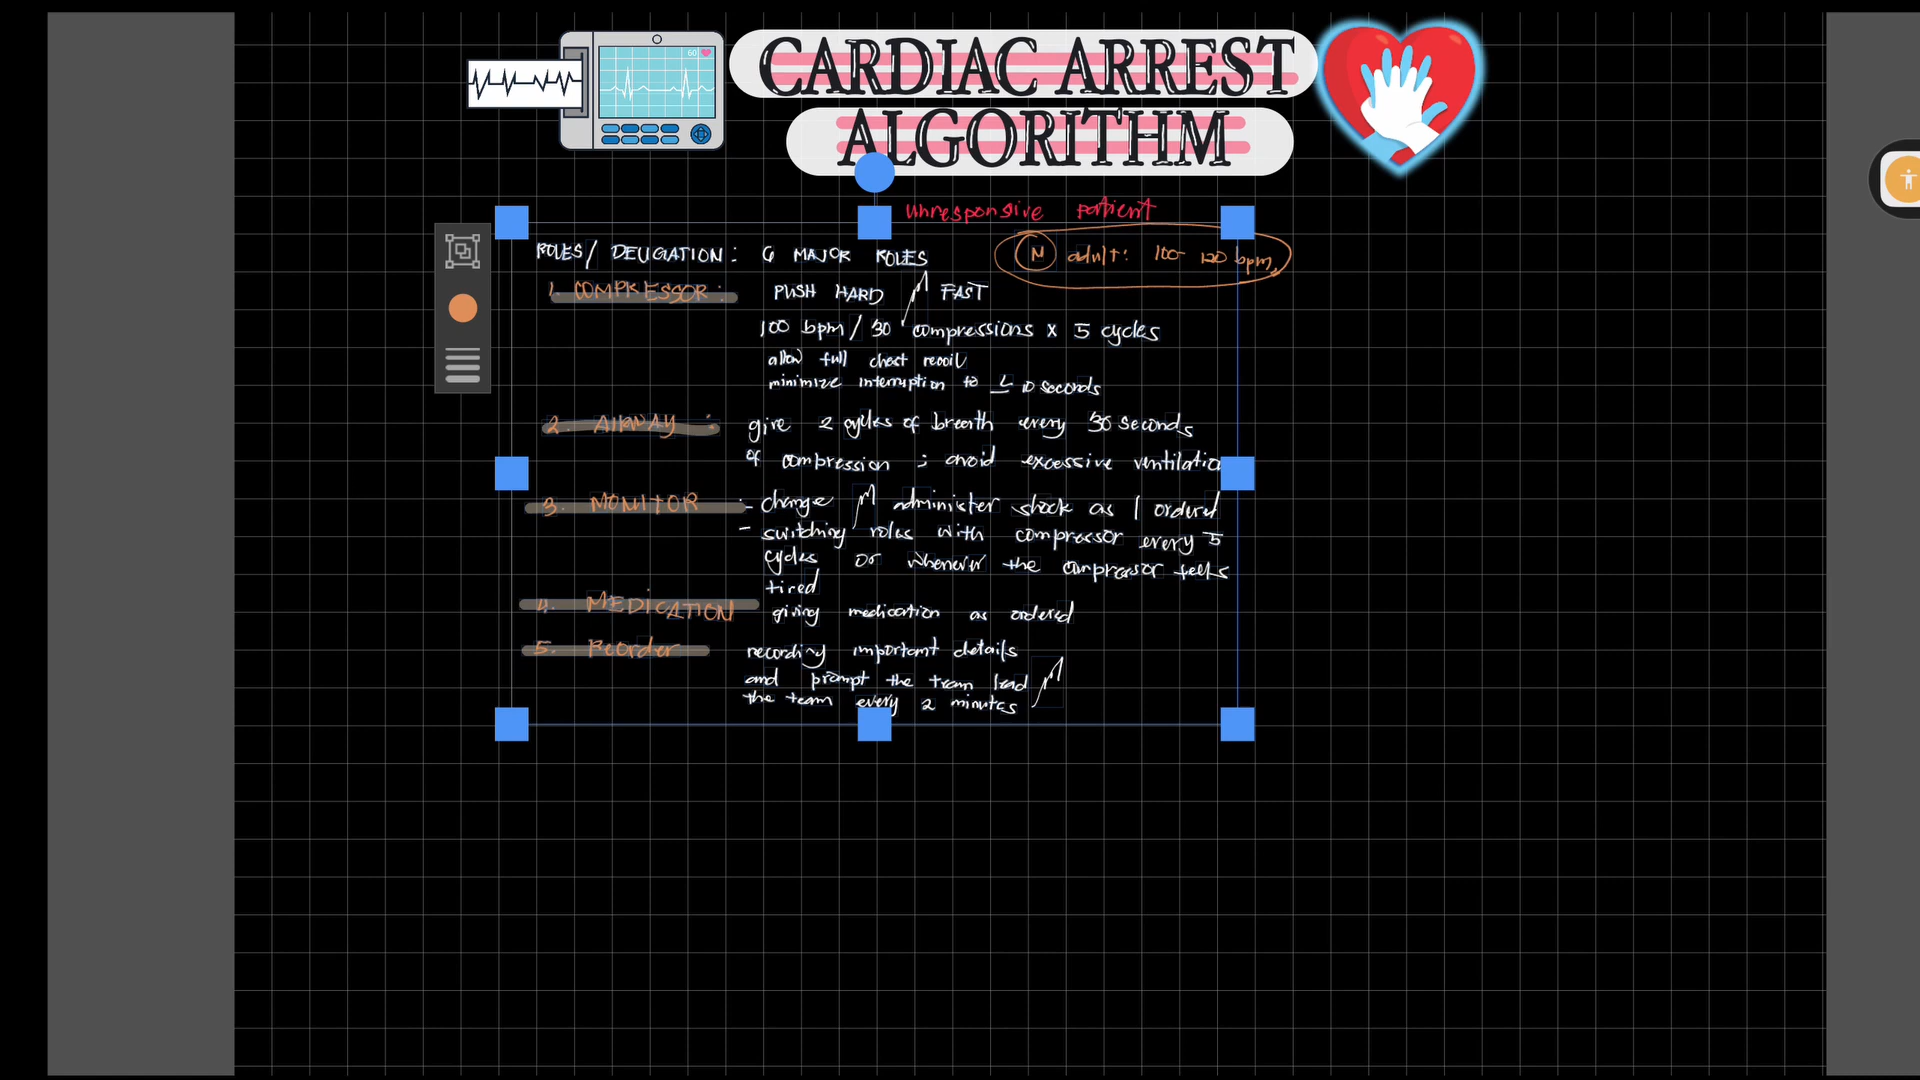 60
CARDIAC ARREST
ALGORITHM
unresponsive patient
ROLES/ DELIGATION: 6 MAJOR ROLES
N adult: 100- 120 bpm,
1. COMPRESSOR: PUSH HARD FAST
100 bpm/ 30 compressions x 5 cycles
allow full chest recoil
minimize interruption to ≤ 10 seconds
2. AIRWAY : give 2 cycles of breath every 30 seconds
of compression ; avoid excessive ventilatio
3. MONITOR - change administer shock as ordered
- switching roles with compressor every 5
cycles or whenever the compressor feels
tired
4. MEDICATION giving medication as ordered
5. Recorder recording important details
and prompt the team lead
the team every 2 minutes